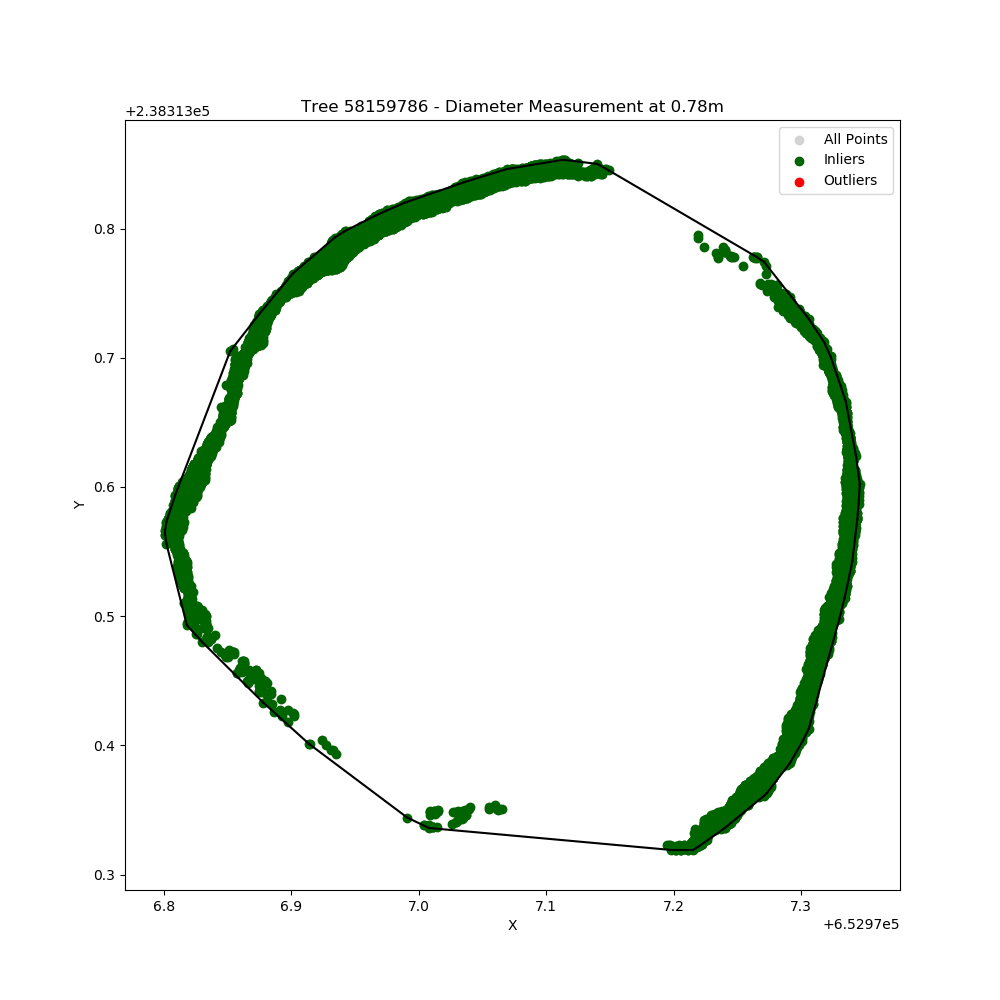 Tree 58159786 - Diameter Measurement at 0.78m
+2.38313e5
All Points
Inliers
Outliers
0.8
0.7
0.6
0.5
0.4
0.3
Y
6.8 6.9 7.0 7.1 7.2 7.3
X
+6.5297e5